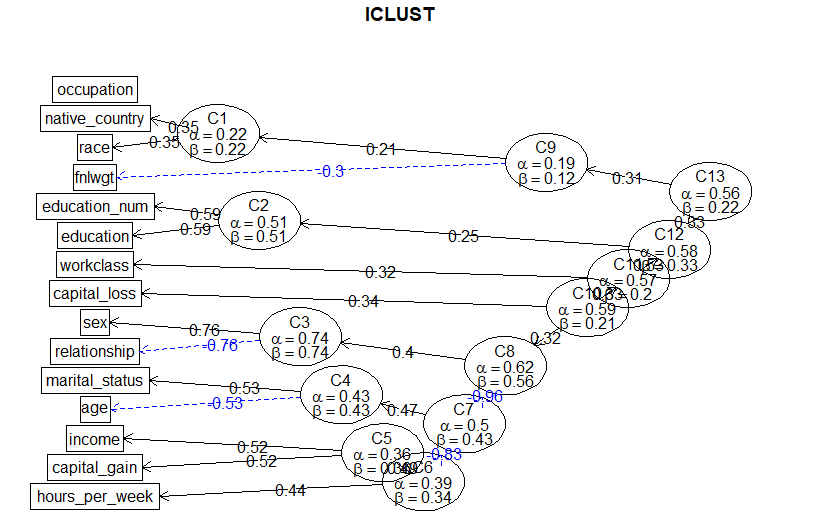 ICLUST
occupation
native_country
race
fnlwgt
education_num
education
workclass
capital_loss
sex
relationship
marital_status
age
income
capital_gain
hours_per_week
C1
α = 0.22
β = 0.22
0.35
0.35
C9
α = 0.19
β = 0.12
0.21
-0.3
C13
α = 0.56
β = 0.22
0.31
C2
α = 0.51
β = 0.51
0.59
0.59
C12
α = 0.58
0.33
0.25
α = 0.57
= 0.2
0.32
α = 0.59
β = 0.21
0.34
C3
α = 0.74
β = 0.74
0.76
-0.76
C8
α = 0.62
β = 0.56
0.4
0.32
C4
α = 0.43
β = 0.43
0.53
-0.53
C7
α = 0.5
β = 0.43
0.47
-0.96
C5
α = 0.36
0.52
0.52
C6
α = 0.39
β = 0.34
-0.83
0.44